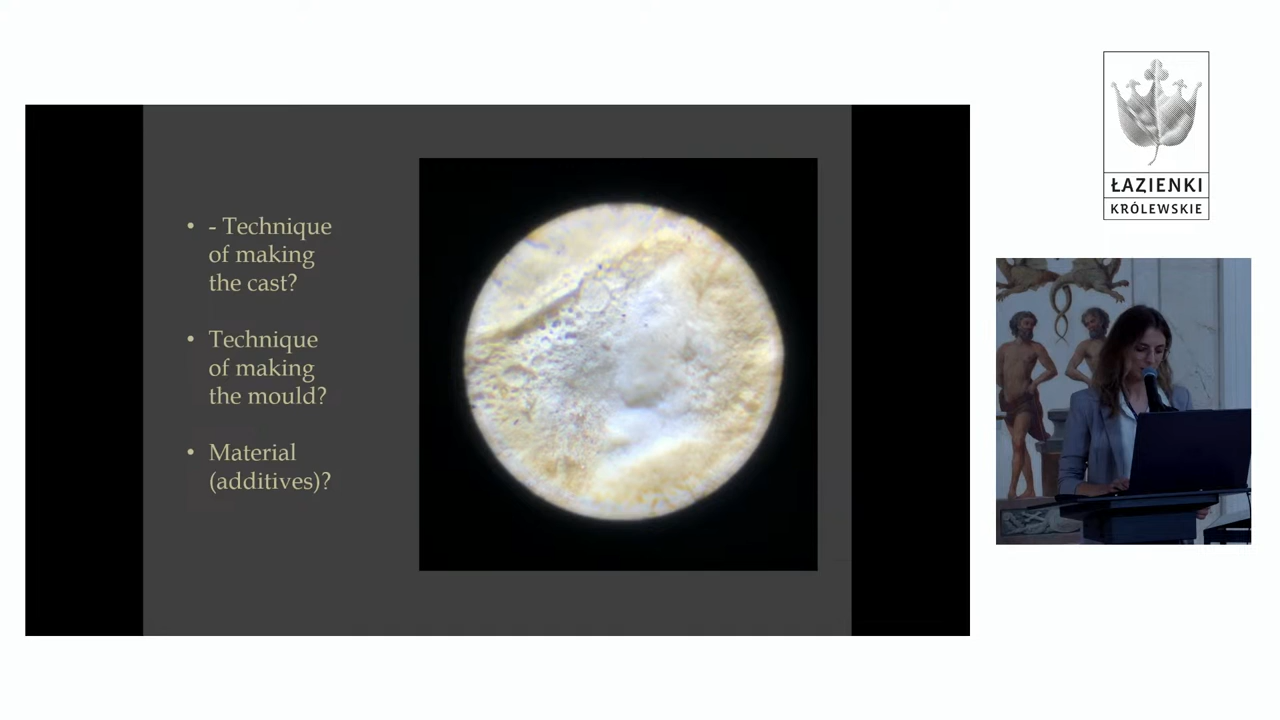 • - Technique
of making
the cast?
• Technique
of making
the mould?
• Material
(additives)?
ŁAZIENKI
KRÓLEWSKIE